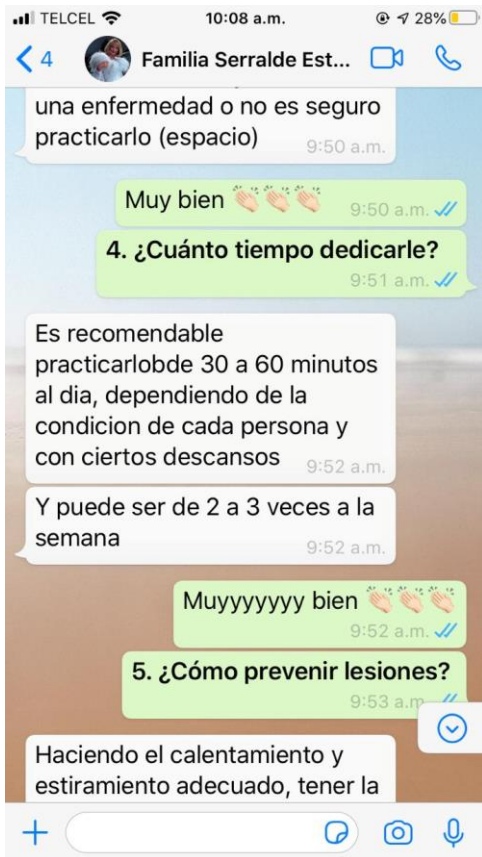 TELCEL 10:08 a.m. 28%
4 Familia Serralde Est...
una enfermedad o no es seguro
practicarlo (espacio) 9:50 a.m.
Muy bien 👏🏻👏🏻👏🏻 9:50 a.m.
4. ¿Cuánto tiempo dedicarle?
9:51 a.m.
Es recomendable
practicarlobde 30 a 60 minutos
al dia, dependiendo de la
condicion de cada persona y
con ciertos descansos 9:52 a.m.
Y puede ser de 2 a 3 veces a la
semana 9:52 a.m.
Muyyyyyyy bien 👏🏻👏🏻👏🏻
9:52 a.m.
5. ¿Cómo prevenir lesiones?
9:53 a.m.
Haciendo el calentamiento y
estiramiento adecuado, tener la